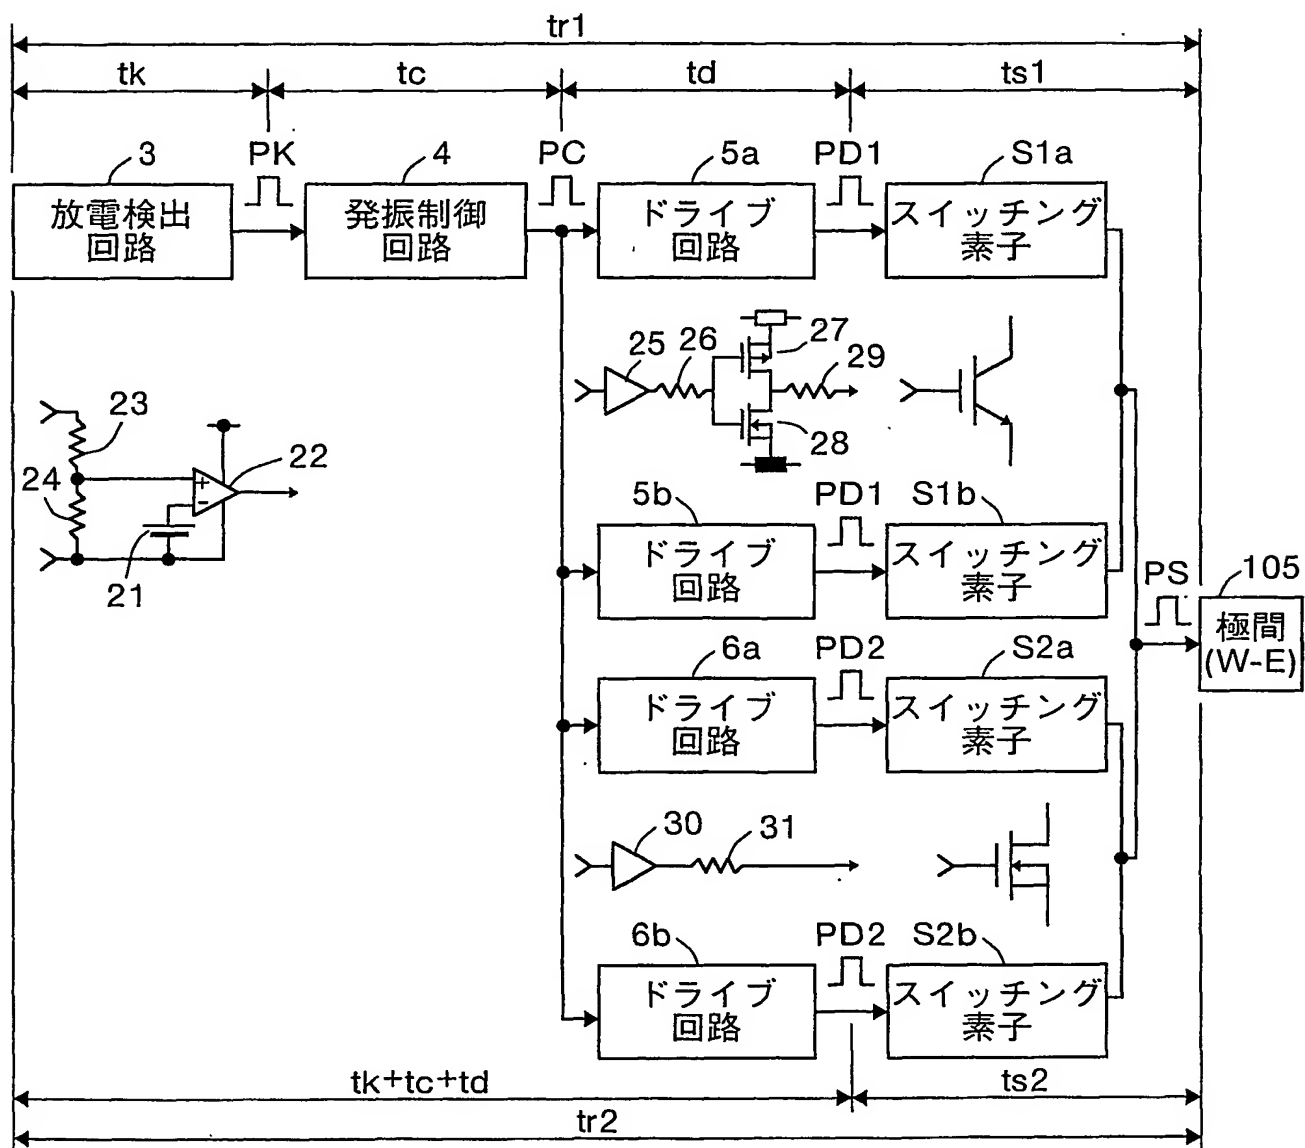 tr1
tk
tc
td
ts1
3
PK
4
PC
5a
PD1
S1a
放電検出
回路
発振制御
回路
ドライブ
回路
スイッチング
素子
25
26
27
29
28
23
24
22
21
5b
PD1
S1b
ドライブ
回路
スイッチング
素子
PS
105
極間
(W-E)
6a
PD2
S2a
ドライブ
回路
スイッチング
素子
30
31
6b
PD2
S2b
ドライブ
回路
スイッチング
素子
tk+tc+td
ts2
tr2